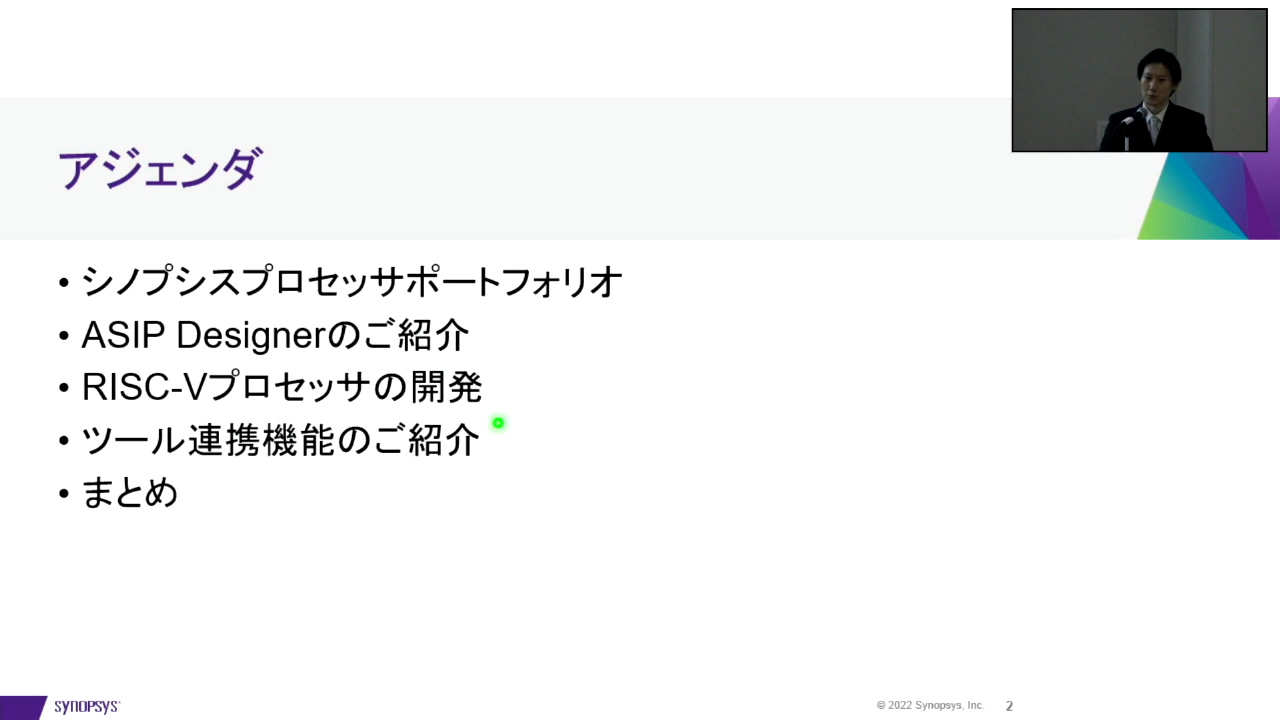 アジェンダ
• シノプシスプロセッサポートフォリオ
• ASIP Designerのご紹介
• RISC-Vプロセッサの開発
• ツール連携機能のご紹介
• まとめ
SYNOPSYS
© 2022 Synopsys, Inc. 2